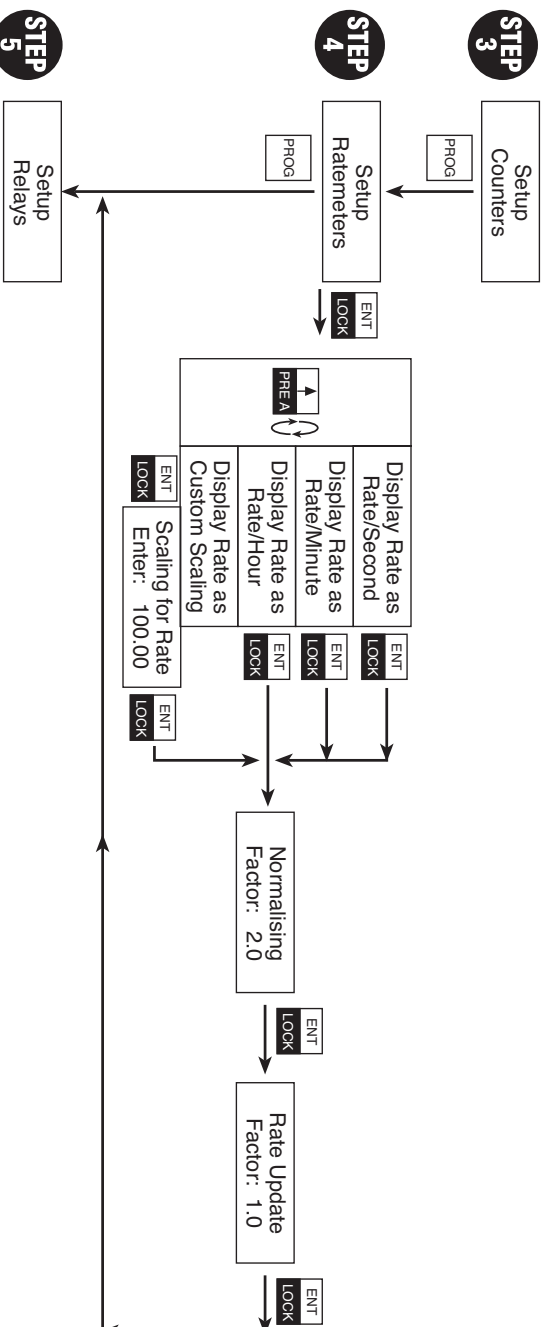 STEP
3
Setup
Counters
PROG
STEP
4
Setup
Ratemeters
PROG
ENT
LOCK
PRE A
Display Rate as
Rate/Second
ENT
LOCK
Display Rate as
Rate/Minute
ENT
LOCK
Display Rate as
Rate/Hour
ENT
LOCK
Display Rate as
Custom Scaling
ENT
LOCK
Scaling for Rate
Enter: 100.00
ENT
LOCK
Normalising
Factor: 2.0
ENT
LOCK
Rate Update
Factor: 1.0
ENT
LOCK
STEP
5
Setup
Relays